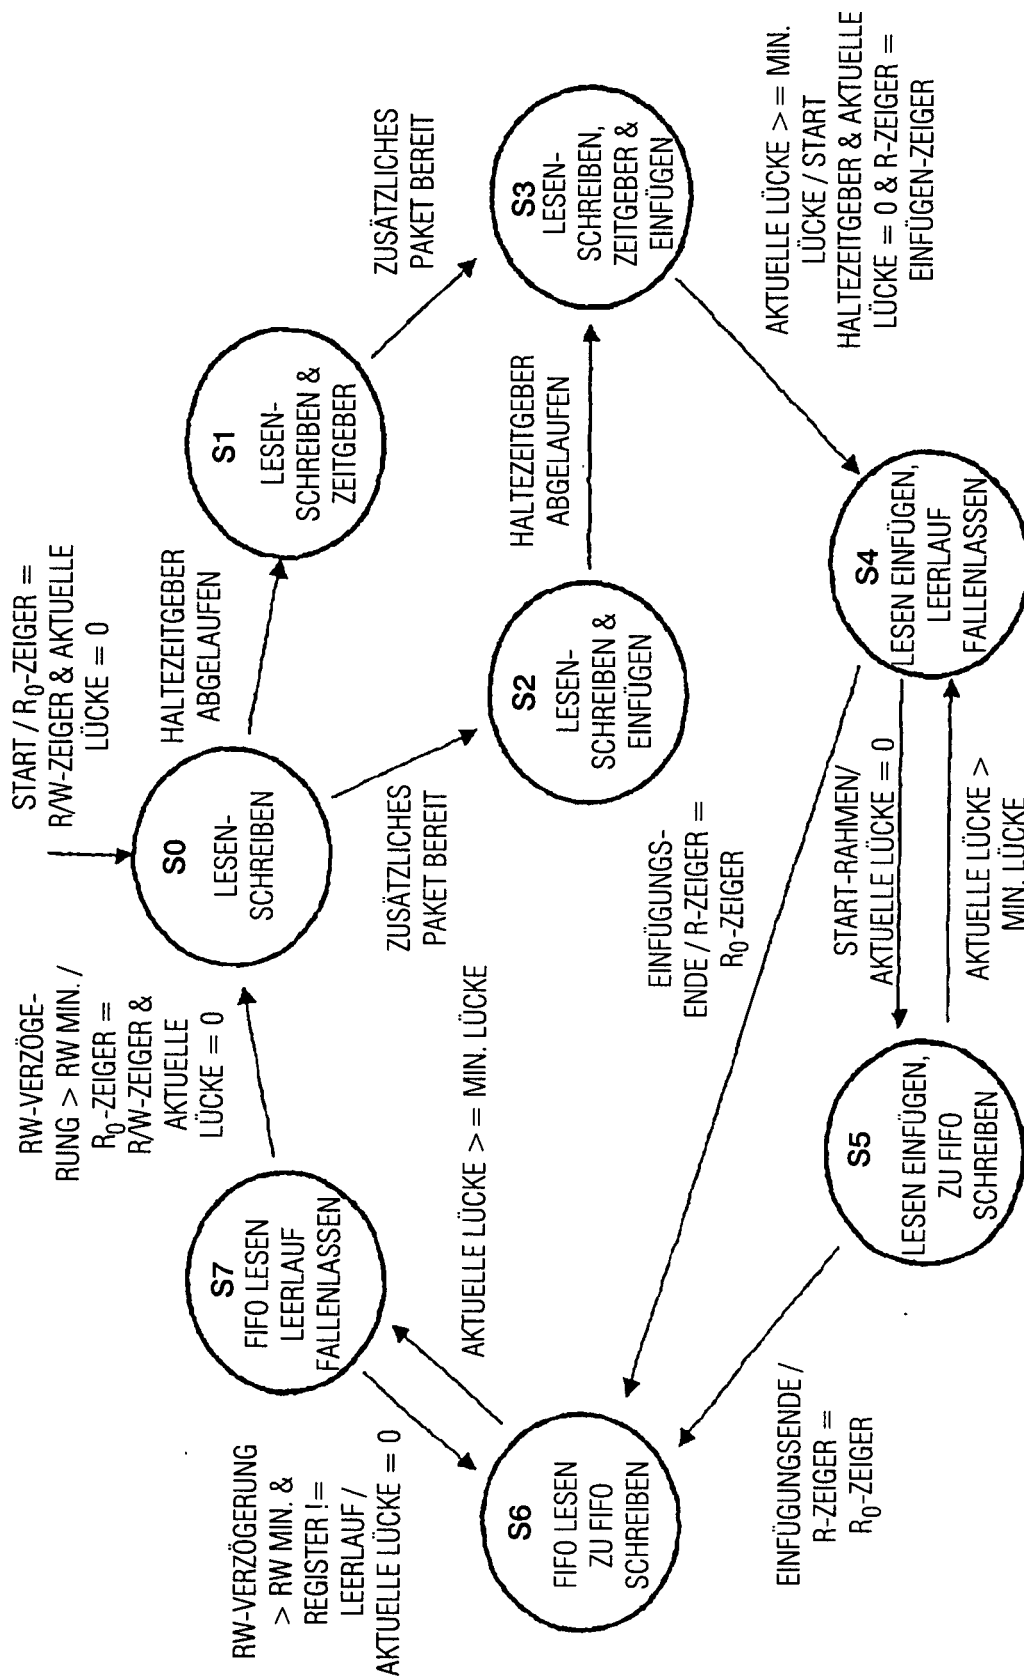 START / R0-ZEIGER =
R/W-ZEIGER & AKTUELLE
LÜCKE = 0
RW-VERZÖGE-
RUNG > RW MIN. /
R0-ZEIGER =
R/W-ZEIGER &
AKTUELLE
LÜCKE = 0
S0
LESEN-
SCHREIBEN
HALTEZEITGEBER
ABGELAUFEN
S1
LESEN-
SCHREIBEN &
ZEITGEBER
ZUSÄTZLICHES
PAKET BEREIT
S7
FIFO LESEN
LEERLAUF
FALLENLASSEN
RW-VERZÖGERUNG
> RW MIN. &
REGISTER !=
LEERLAUF /
AKTUELLE LÜCKE = 0
AKTUELLE LÜCKE > = MIN. LÜCKE
ZUSÄTZLICHES
PAKET BEREIT
S2
LESEN-
SCHREIBEN &
EINFÜGEN
HALTEZEITGEBER
ABGELAUFEN
S3
LESEN-
SCHREIBEN,
ZEITGEBER &
EINFÜGEN
S6
FIFO LESEN
ZU FIFO
SCHREIBEN
EINFÜGUNGS-
ENDE / R-ZEIGER =
R0-ZEIGER
AKTUELLE LÜCKE > = MIN.
LÜCKE / START
HALTEZEITGEBER & AKTUELLE
LÜCKE = 0 & R-ZEIGER =
EINFÜGEN-ZEIGER
EINFÜGUNGSENDE /
R-ZEIGER =
R0-ZEIGER
S5
LESEN EINFÜGEN,
ZU FIFO
SCHREIBEN
START-RAHMEN/
AKTUELLE LÜCKE = 0
AKTUELLE LÜCKE >
MIN. LÜCKE
S4
LESEN EINFÜGEN,
LEERLAUF
FALLENLASSEN